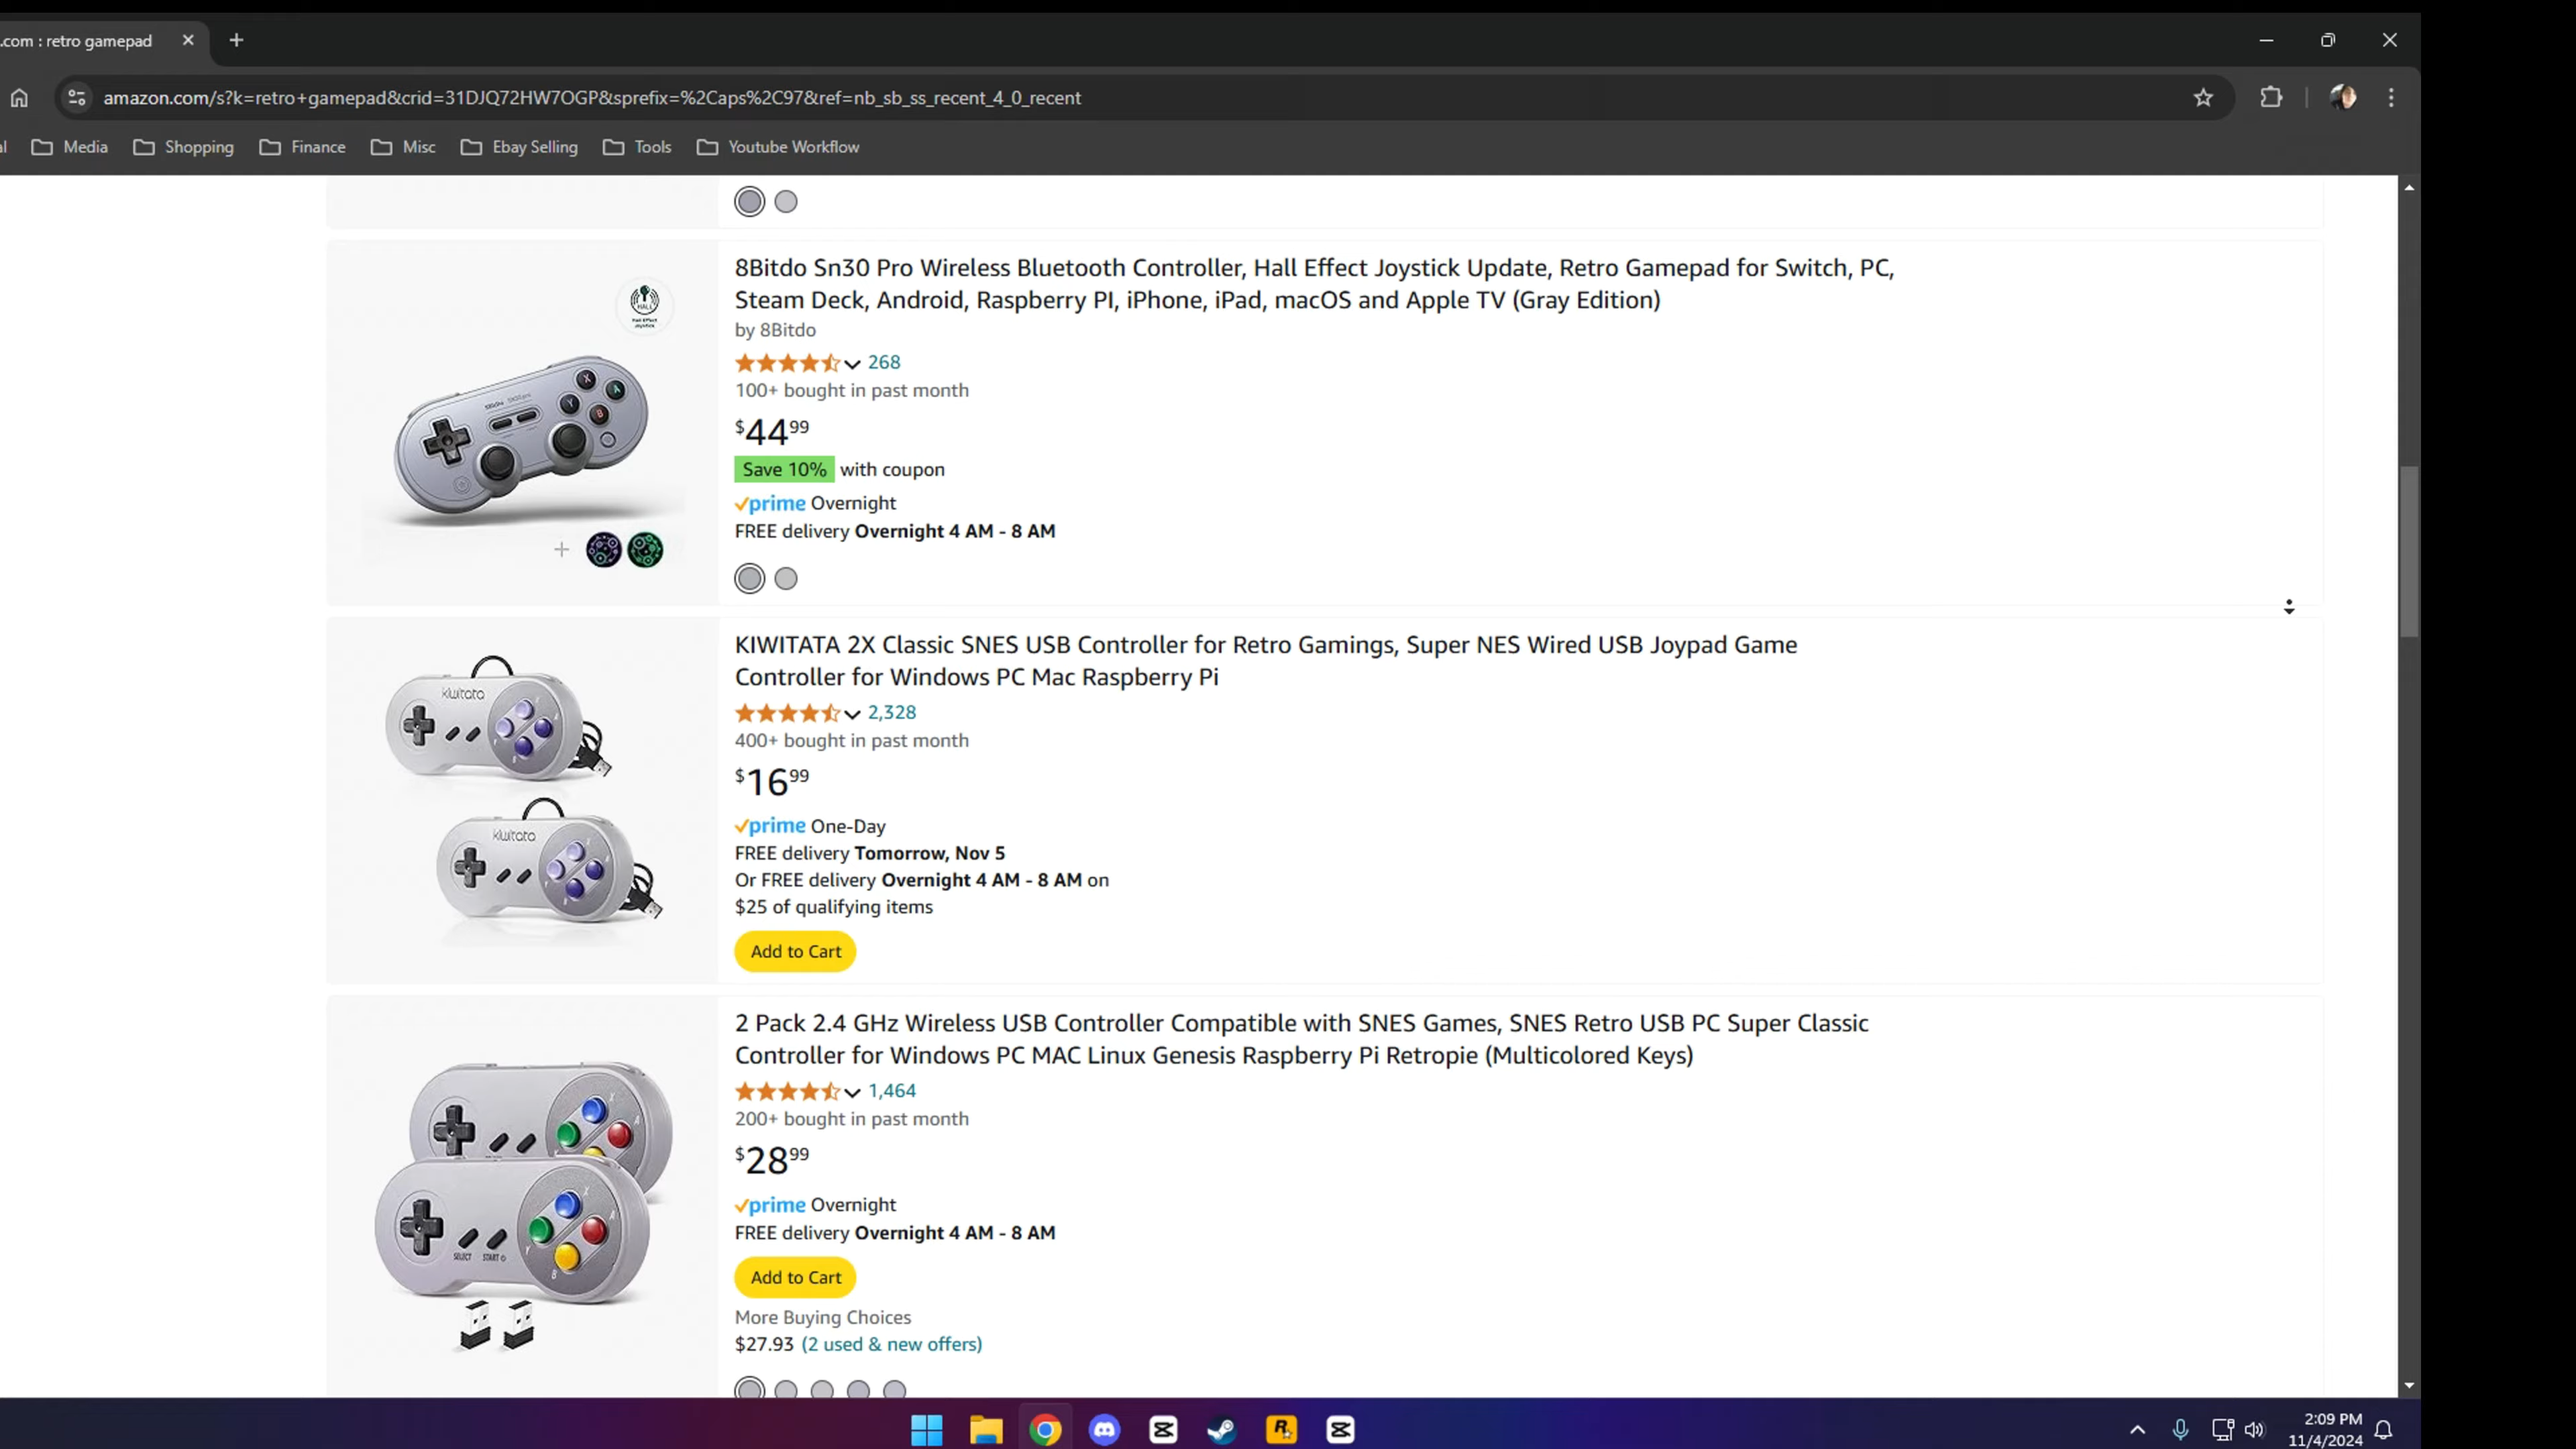 .com : retro gamepad
amazon.com/s?k=retro+gamepad&crid=31DJQ72HW7OGP&sprefix=%2Caps%2C97&ref=nb_sb_ss_recent_4_0_recent
Media Shopping Finance Misc Ebay Selling Tools Youtube Workflow
HALL
Hall Effect
Joystick
X
A
Y
B
8Bitdo Sn30 Pro Wireless Bluetooth Controller, Hall Effect Joystick Update, Retro Gamepad for Switch, PC,
Steam Deck, Android, Raspberry PI, iPhone, iPad, macOS and Apple TV (Gray Edition)
by 8Bitdo
268
100+ bought in past month
$44.99
Save 10% with coupon
prime Overnight
FREE delivery Overnight 4 AM - 8 AM
kiwitata
kiwitata
KIWITATA 2X Classic SNES USB Controller for Retro Gamings, Super NES Wired USB Joypad Game
Controller for Windows PC Mac Raspberry Pi
2,328
400+ bought in past month
$16.99
prime One-Day
FREE delivery Tomorrow, Nov 5
Or FREE delivery Overnight 4 AM - 8 AM on
$25 of qualifying items
Add to Cart
X
A
X
A
Y
B
SELECT START
2 Pack 2.4 GHz Wireless USB Controller Compatible with SNES Games, SNES Retro USB PC Super Classic
Controller for Windows PC MAC Linux Genesis Raspberry Pi Retropie (Multicolored Keys)
1,464
200+ bought in past month
$28.99
prime Overnight
FREE delivery Overnight 4 AM - 8 AM
Add to Cart
More Buying Choices
$27.93 (2 used & new offers)
2:09 PM
11/4/2024